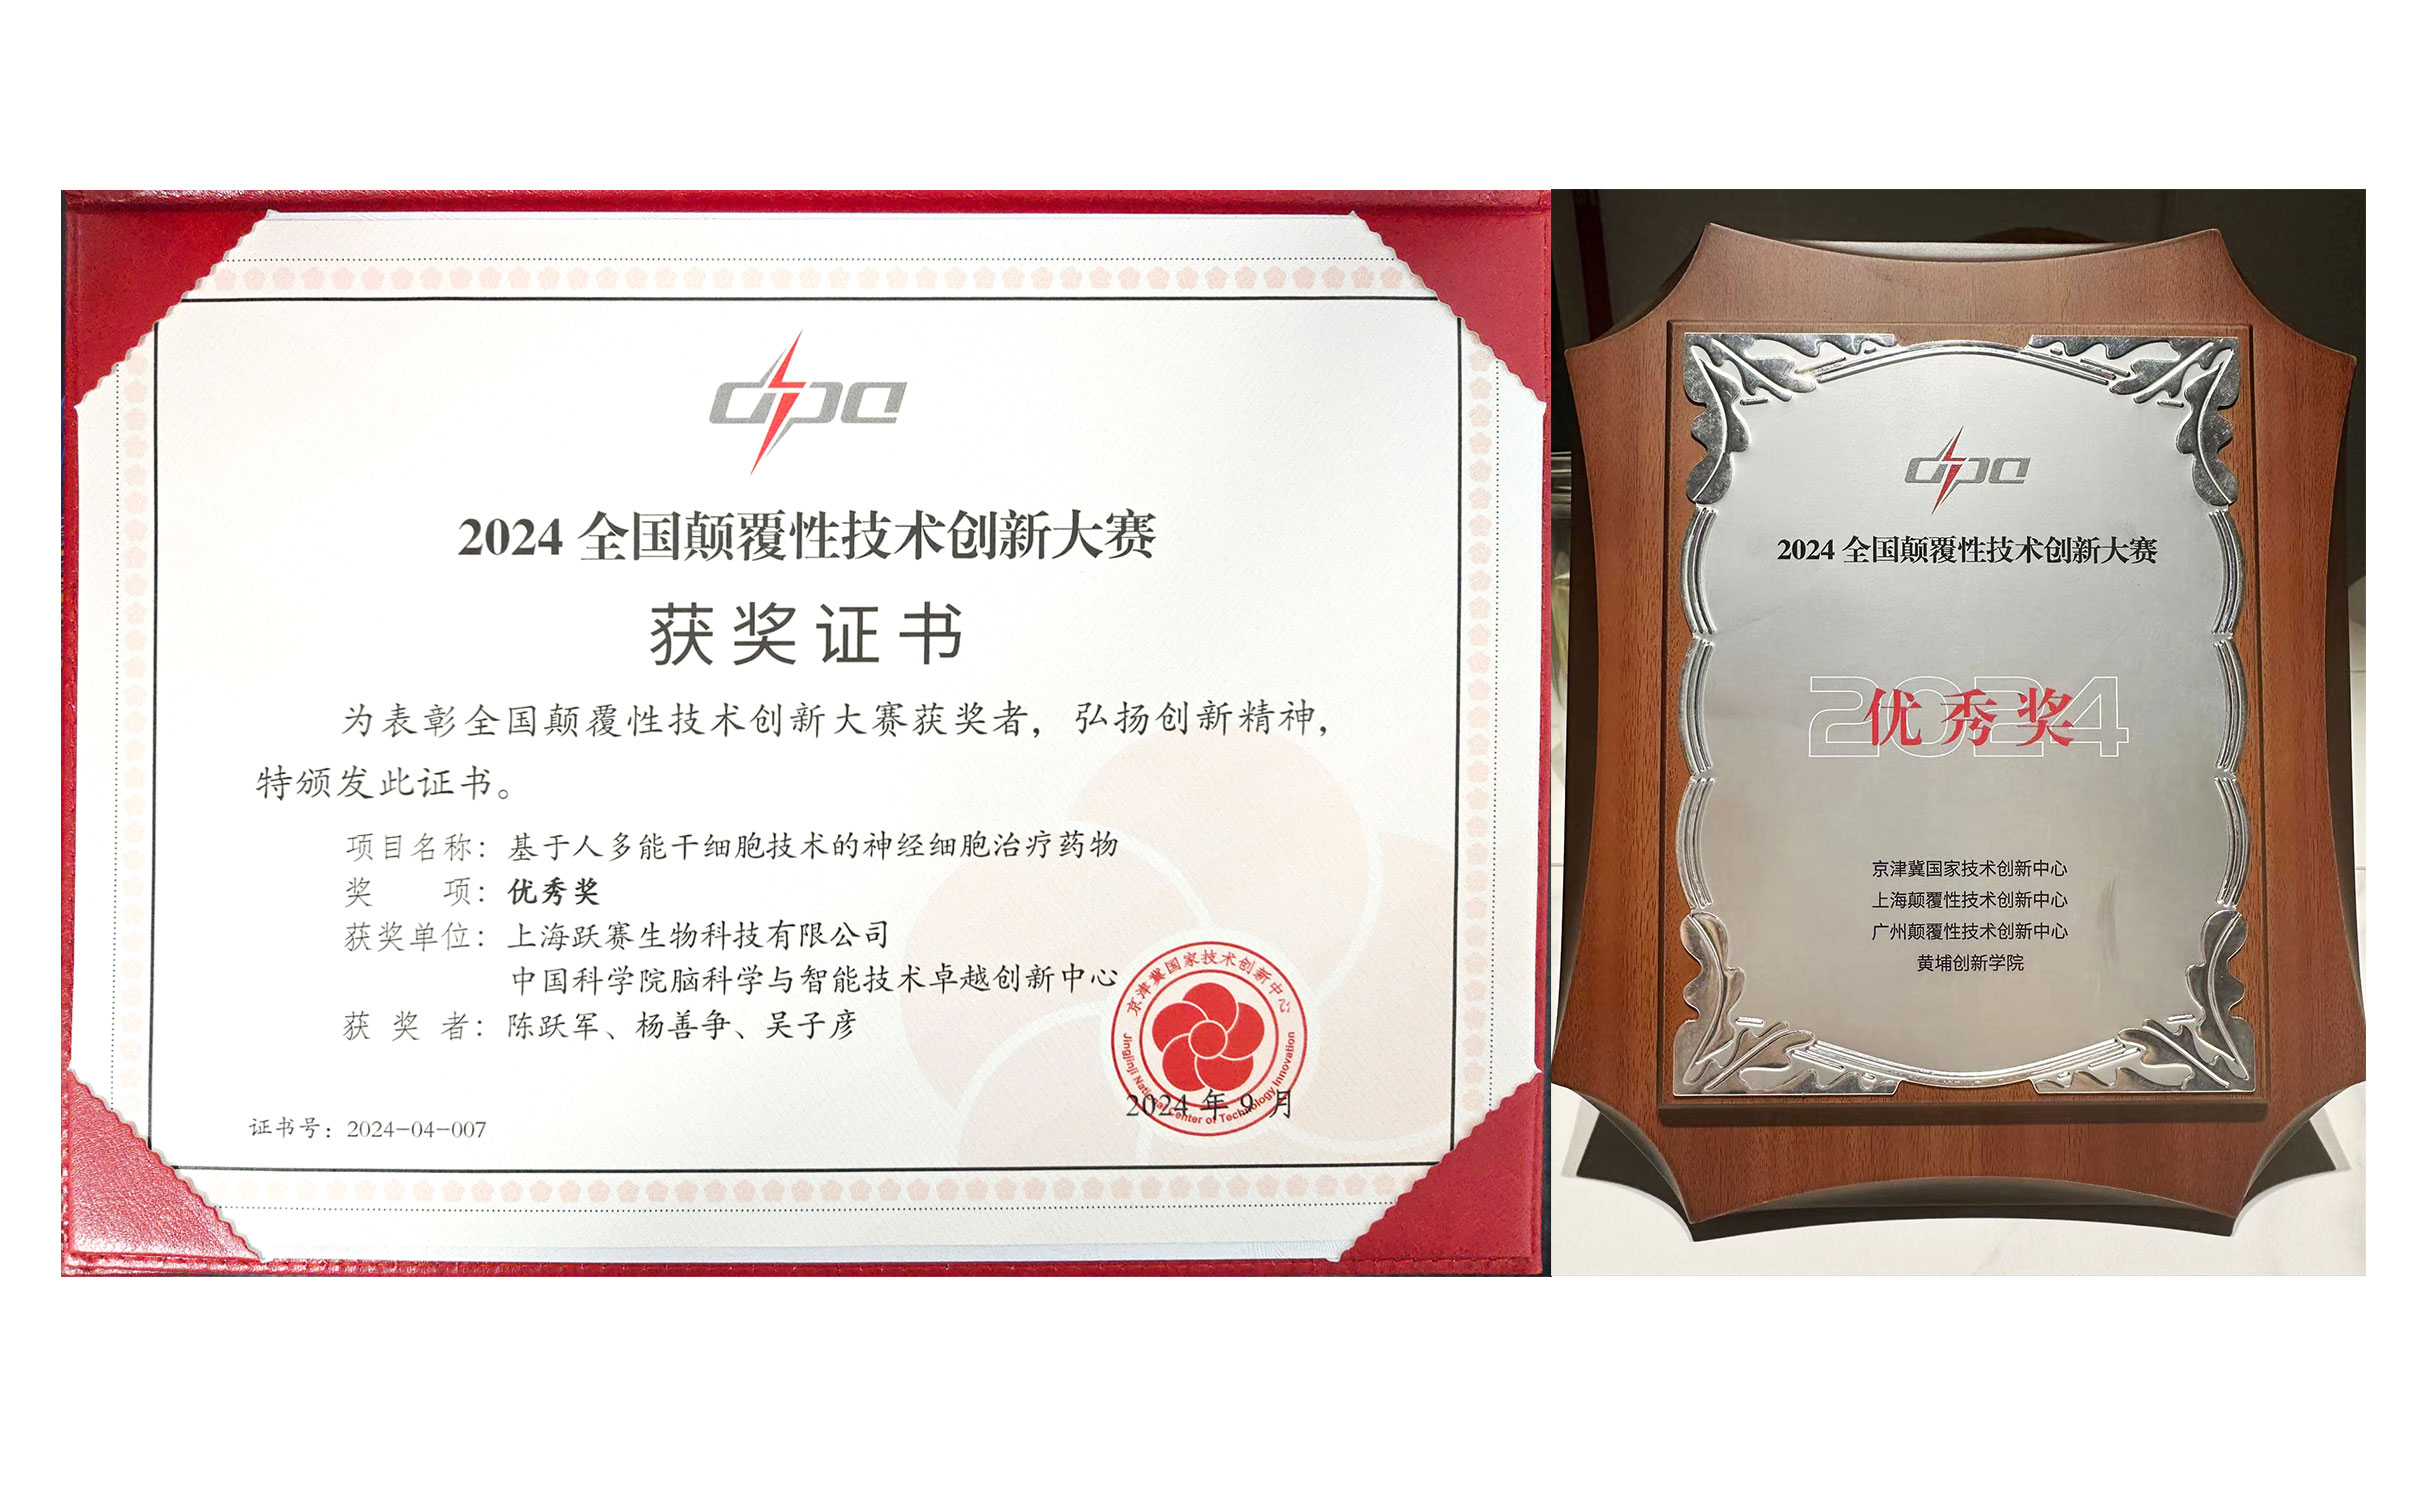 dpe
2024 全国颠覆性技术创新大赛
获奖证书
为表彰全国颠覆性技术创新大赛获奖者，弘扬创新精神，
特颁发此证书。
项目名称：基于人多能干细胞技术的神经细胞治疗药物
奖 项：优秀奖
获奖单位：上海跃赛生物科技有限公司
中国科学院脑科学与智能技术卓越创新中心
获 奖 者：陈跃军、杨善争、吴子彦
京津冀国家技术创新中心
Jingjinji National Center of Technology Innovation
2024 年 9 月
证书号：2024-04-007
dpe
2024 全国颠覆性技术创新大赛
2024
优秀奖
京津冀国家技术创新中心
上海颠覆性技术创新中心
广州颠覆性技术创新中心
黄埔创新学院